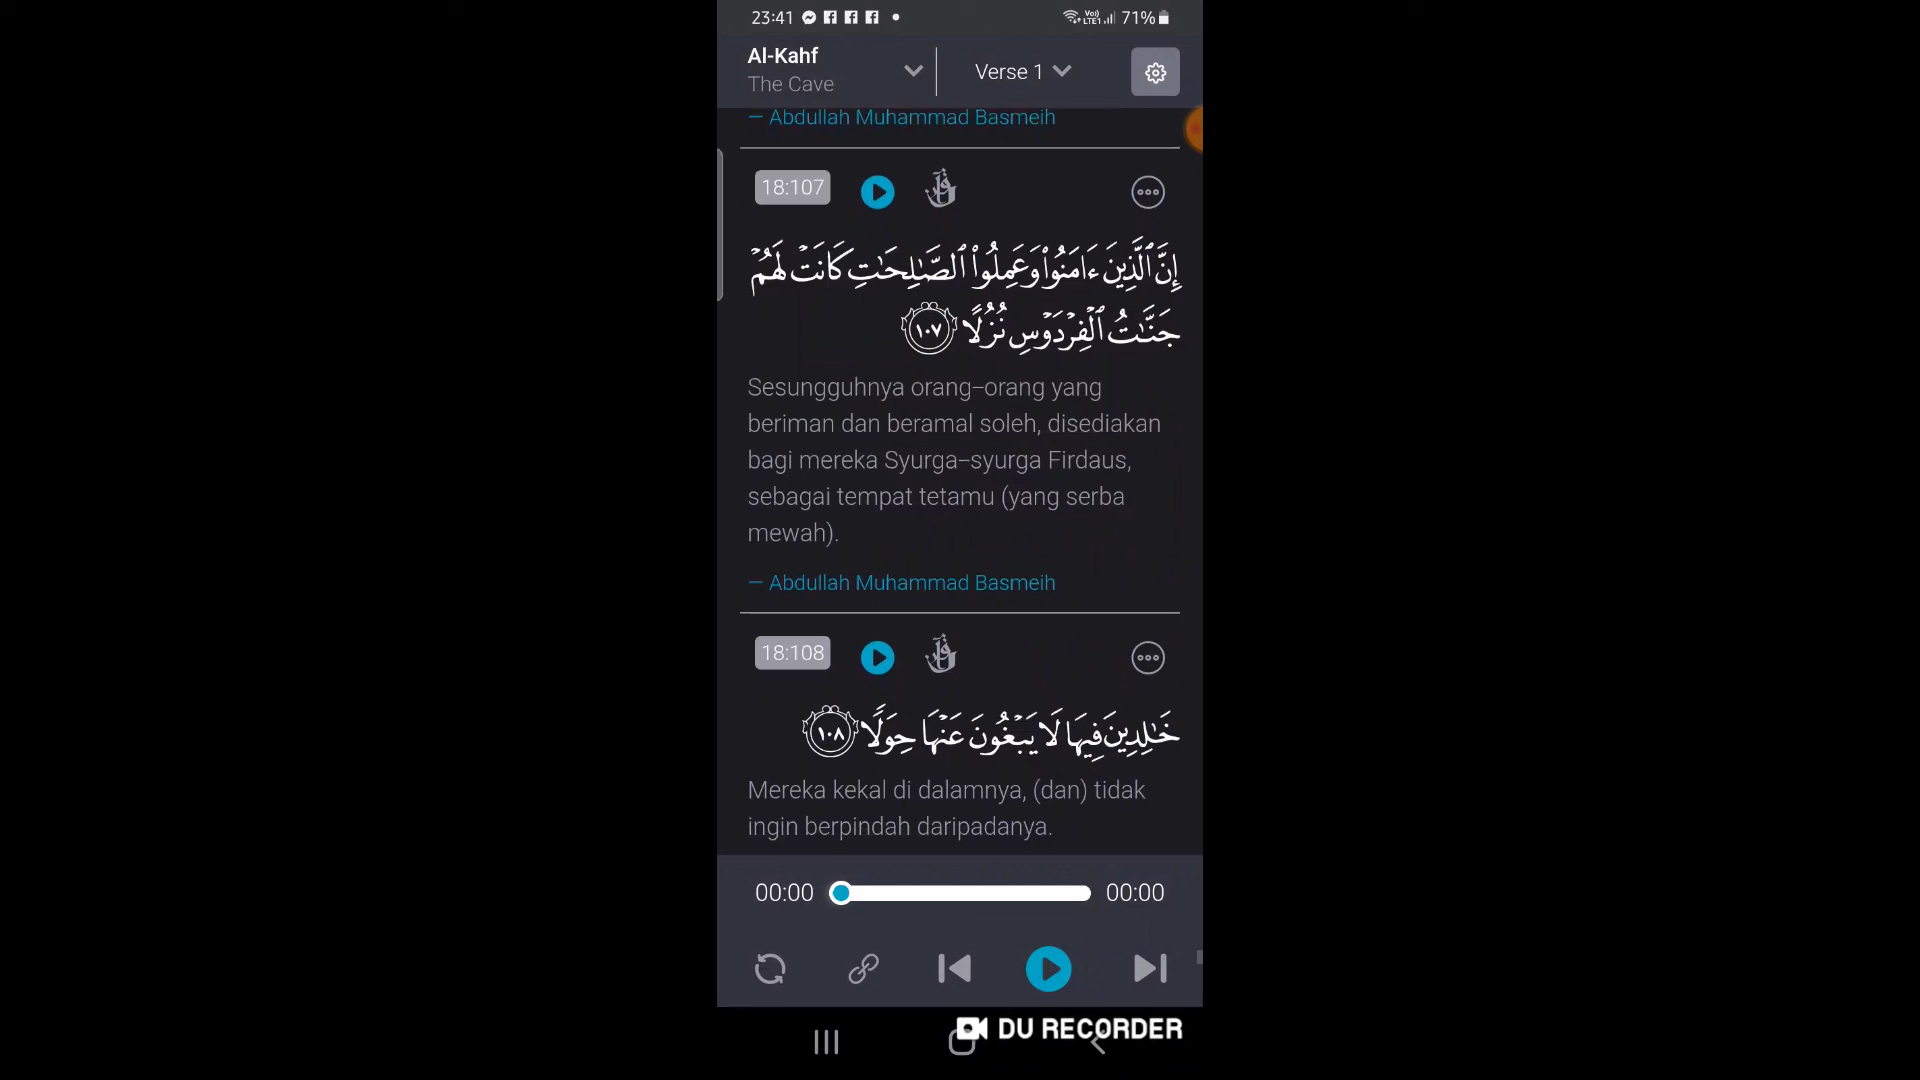 23:41
Vo)) LTE1 71%
Al-Kahf
The Cave
Verse 1
— Abdullah Muhammad Basmeih
18:107
إِنَّ ٱلَّذِينَ ءَامَنُوا۟ وَعَمِلُوا۟ ٱلصَّـٰلِحَـٰتِ كَانَتْ لَهُمْ
جَنَّـٰتُ ٱلْفِرْدَوْسِ نُزُلًا ١٠٧
Sesungguhnya orang-orang yang
beriman dan beramal soleh, disediakan
bagi mereka Syurga-syurga Firdaus,
sebagai tempat tetamu (yang serba
mewah).
— Abdullah Muhammad Basmeih
18:108
خَـٰلِدِينَ فِيهَا لَا يَبْغُونَ عَنْهَا حِوَلًا ١٠٨
Mereka kekal di dalamnya, (dan) tidak
ingin berpindah daripadanya.
00:00 00:00
DU RECORDER